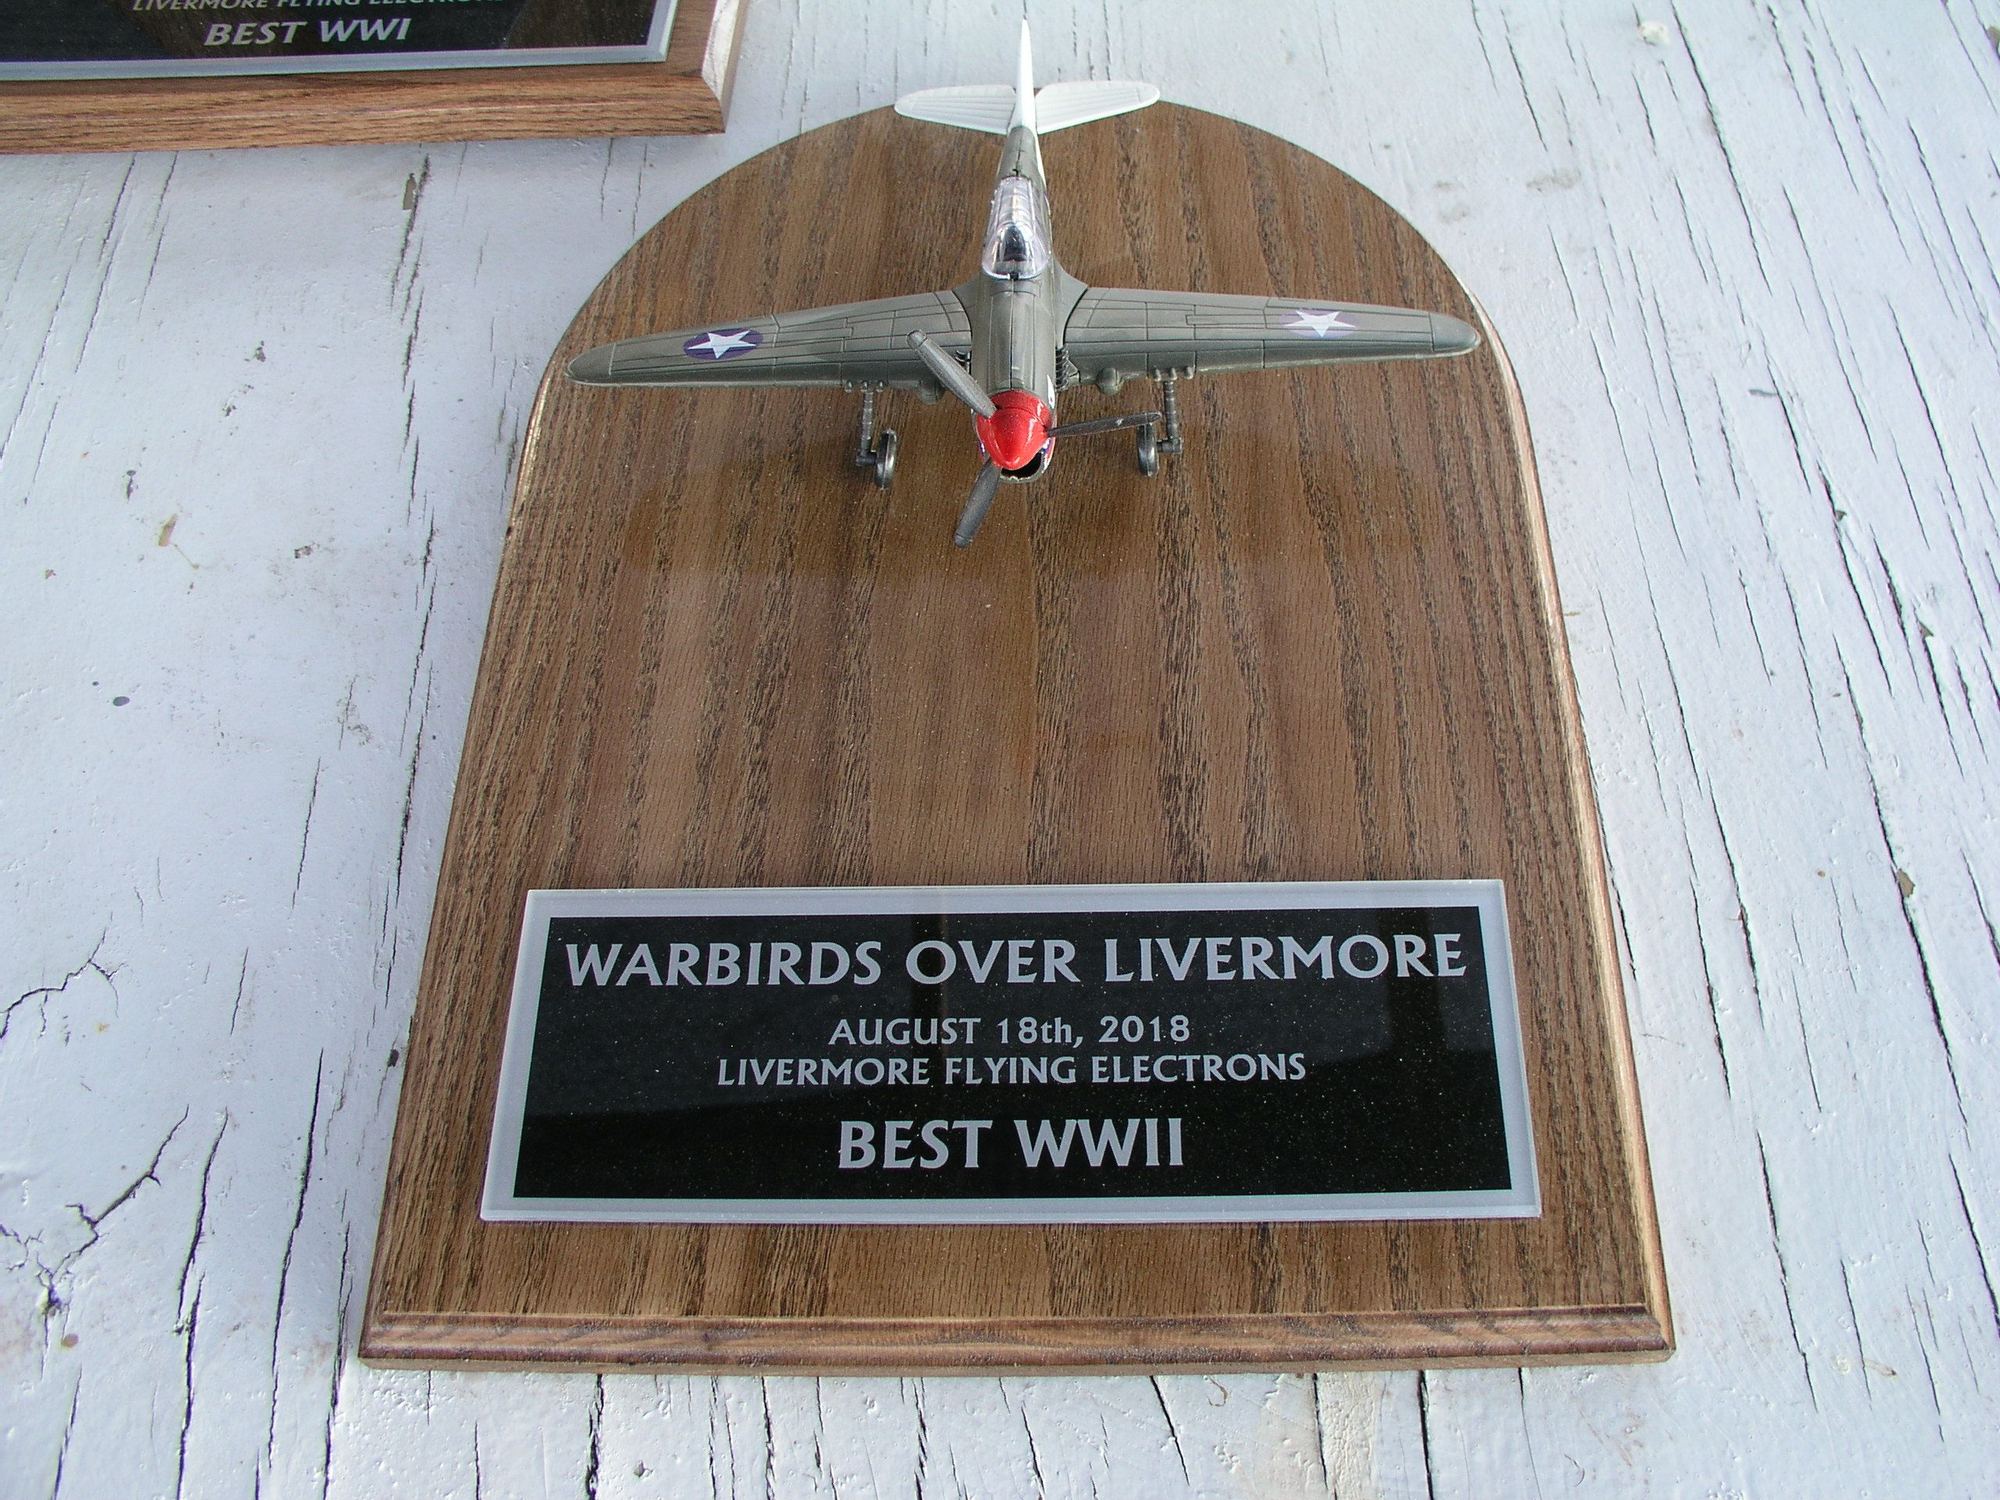 LIVERMORE FLYING ELECTRONS
BEST WWI
WARBIRDS OVER LIVERMORE
AUGUST 18th, 2018
LIVERMORE FLYING ELECTRONS
BEST WWII